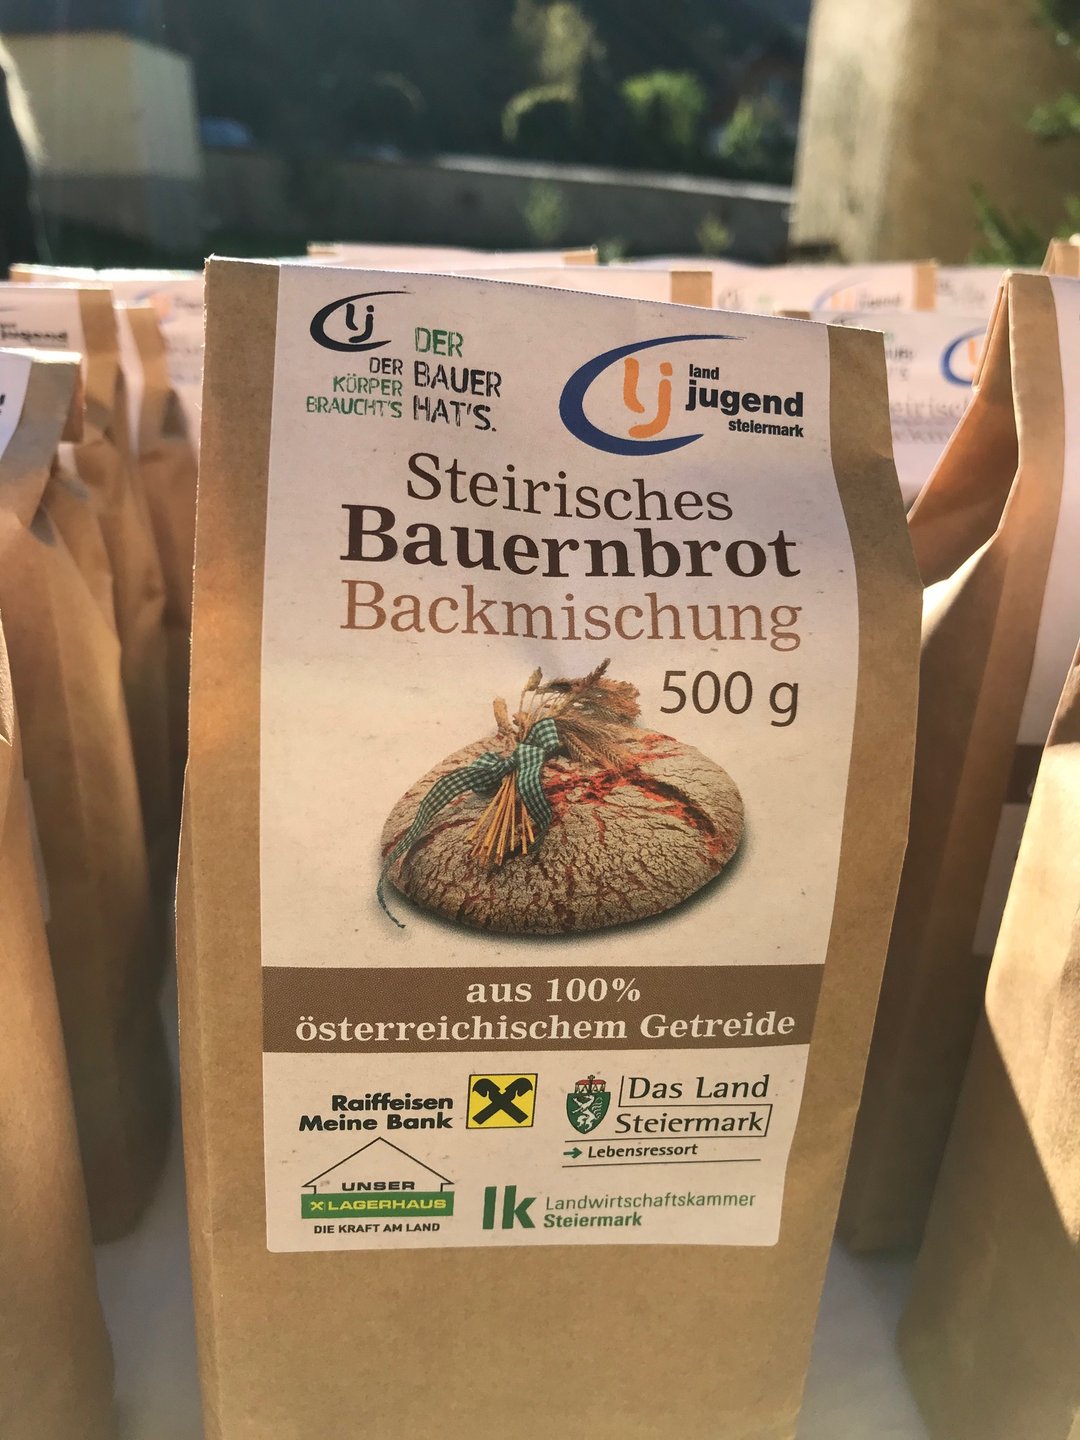 DER KÖRPER BRAUCHT'S
DER BAUER HAT'S.
lj
land
jugend
steiermark
Steirisches
Bauernbrot
Backmischung
500 g
aus 100%
österreichischem Getreide
Raiffeisen
Meine Bank
Das Land
Steiermark
→ Lebensressort
UNSER
X LAGERHAUS
DIE KRAFT AM LAND
lk Landwirtschaftskammer
Steiermark